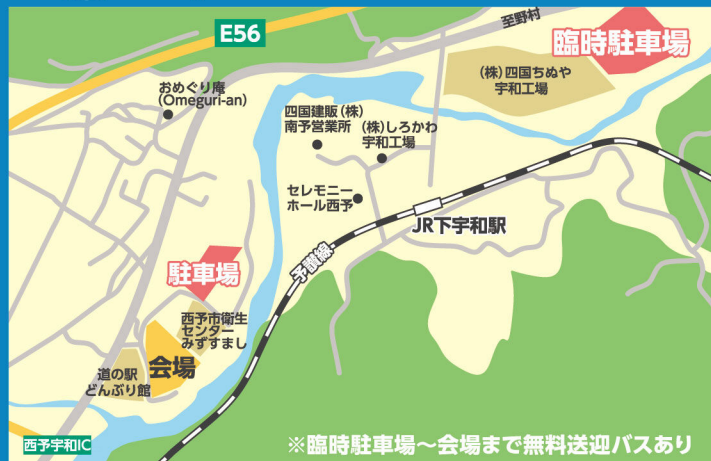 E56
至野村
臨時駐車場
(株)四国ちぬや
宇和工場
おめぐり庵
(Omeguri-an)
四国建販(株)
南予営業所
(株)しろかわ
宇和工場
セレモニー
ホール西予
JR下宇和駅
予讃線
駐車場
西予市衛生
センター
みずすまし
会場
道の駅
どんぶり館
西予宇和IC
※臨時駐車場～会場まで無料送迎バスあり